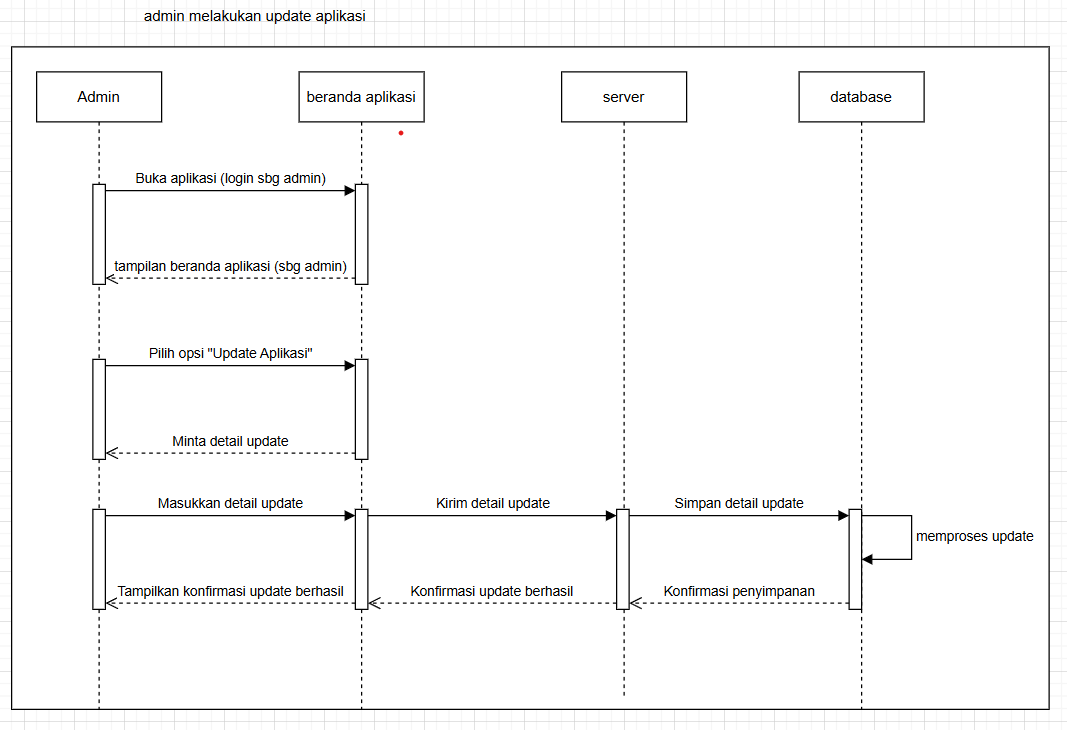 admin melakukan update aplikasi
Admin
beranda aplikasi
server
database
Buka aplikasi (login sbg admin)
tampilan beranda aplikasi (sbg admin)
Pilih opsi "Update Aplikasi"
Minta detail update
Masukkan detail update
Kirim detail update
Simpan detail update
memproses update
Tampilkan konfirmasi update berhasil
Konfirmasi update berhasil
Konfirmasi penyimpanan